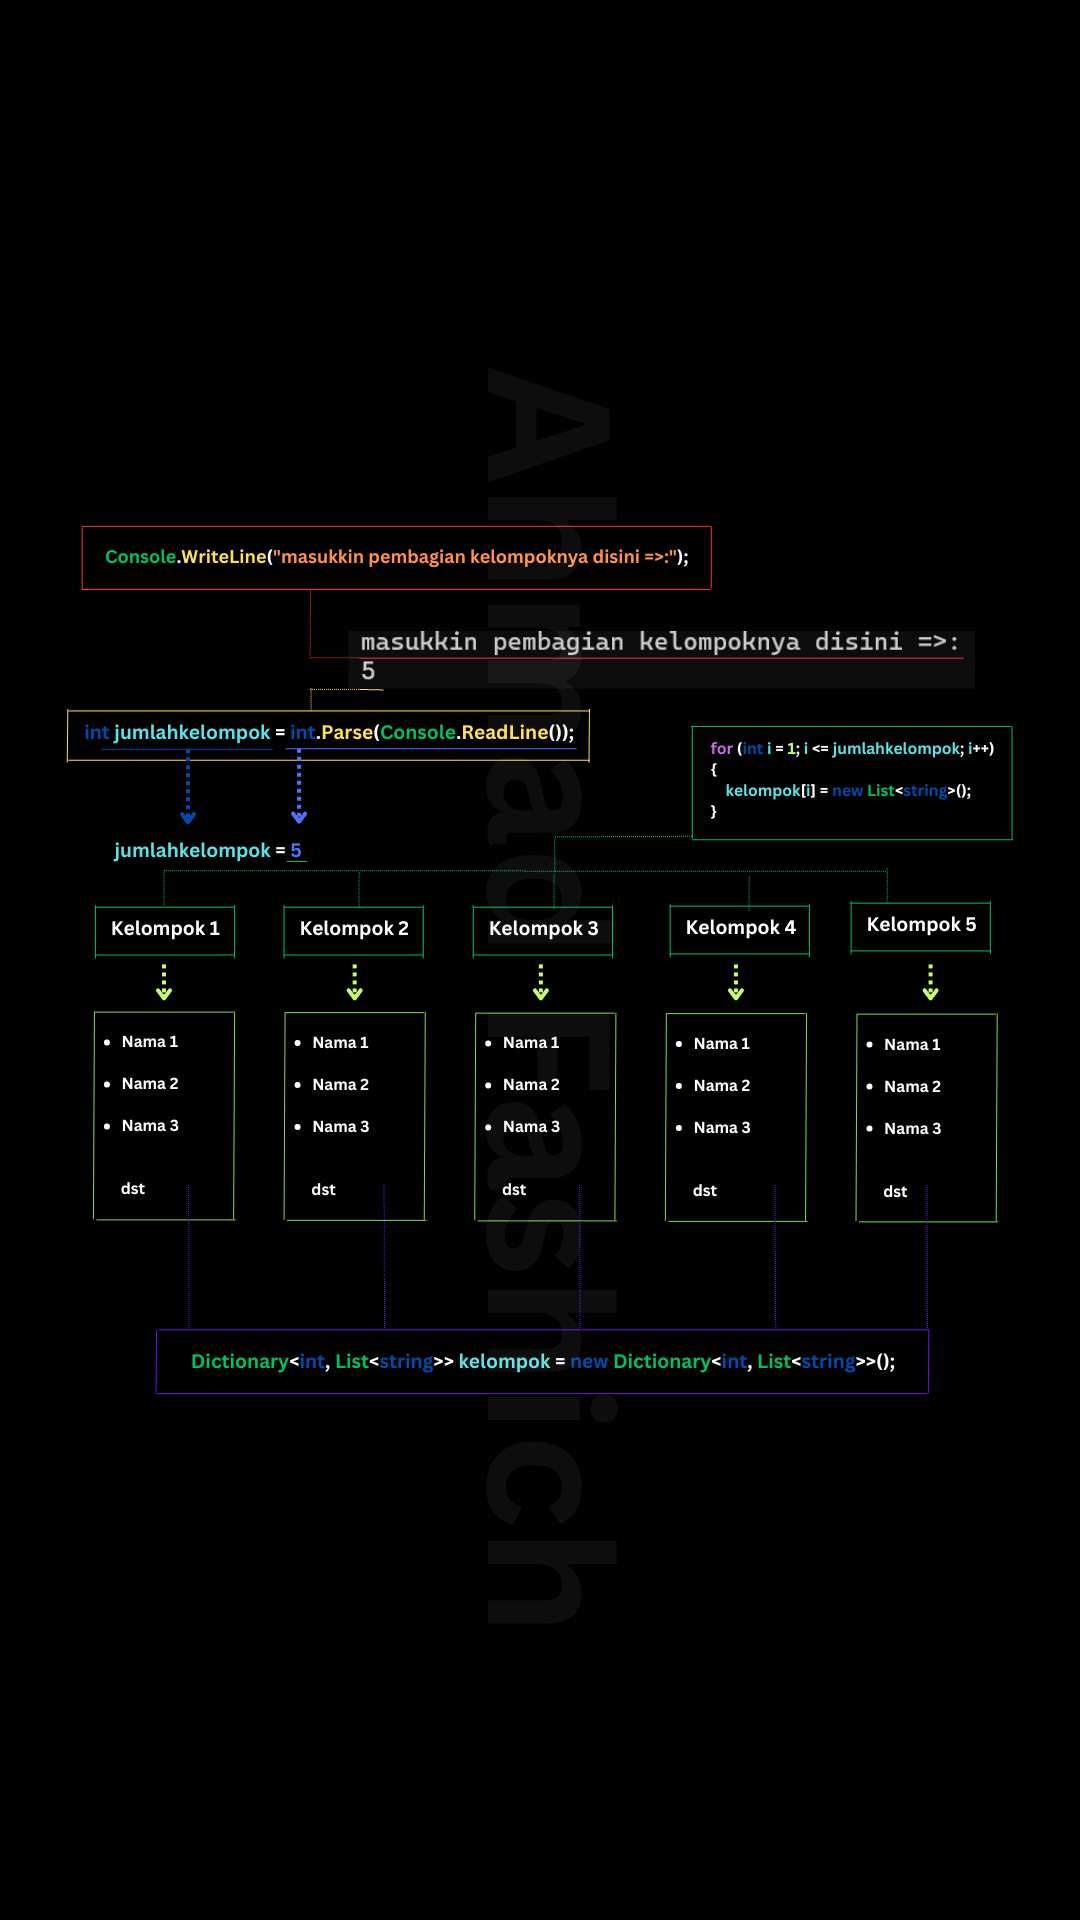 Console.WriteLine("masukkin pembagian kelompoknya disini =>:");
masukkin pembagian kelompoknya disini =>:
5
int jumlahkelompok = int.Parse(Console.ReadLine());
for (int i = 1; i <= jumlahkelompok; i++)
{
kelompok[i] = new List<string>();
}
jumlahkelompok = 5
Kelompok 1
Kelompok 2
Kelompok 3
Kelompok 4
Kelompok 5
• Nama 1
• Nama 2
• Nama 3
dst
• Nama 1
• Nama 2
• Nama 3
dst
• Nama 1
• Nama 2
• Nama 3
dst
• Nama 1
• Nama 2
• Nama 3
dst
• Nama 1
• Nama 2
• Nama 3
dst
Dictionary<int, List<string>> kelompok = new Dictionary<int, List<string>>();
Ahmad Fashich